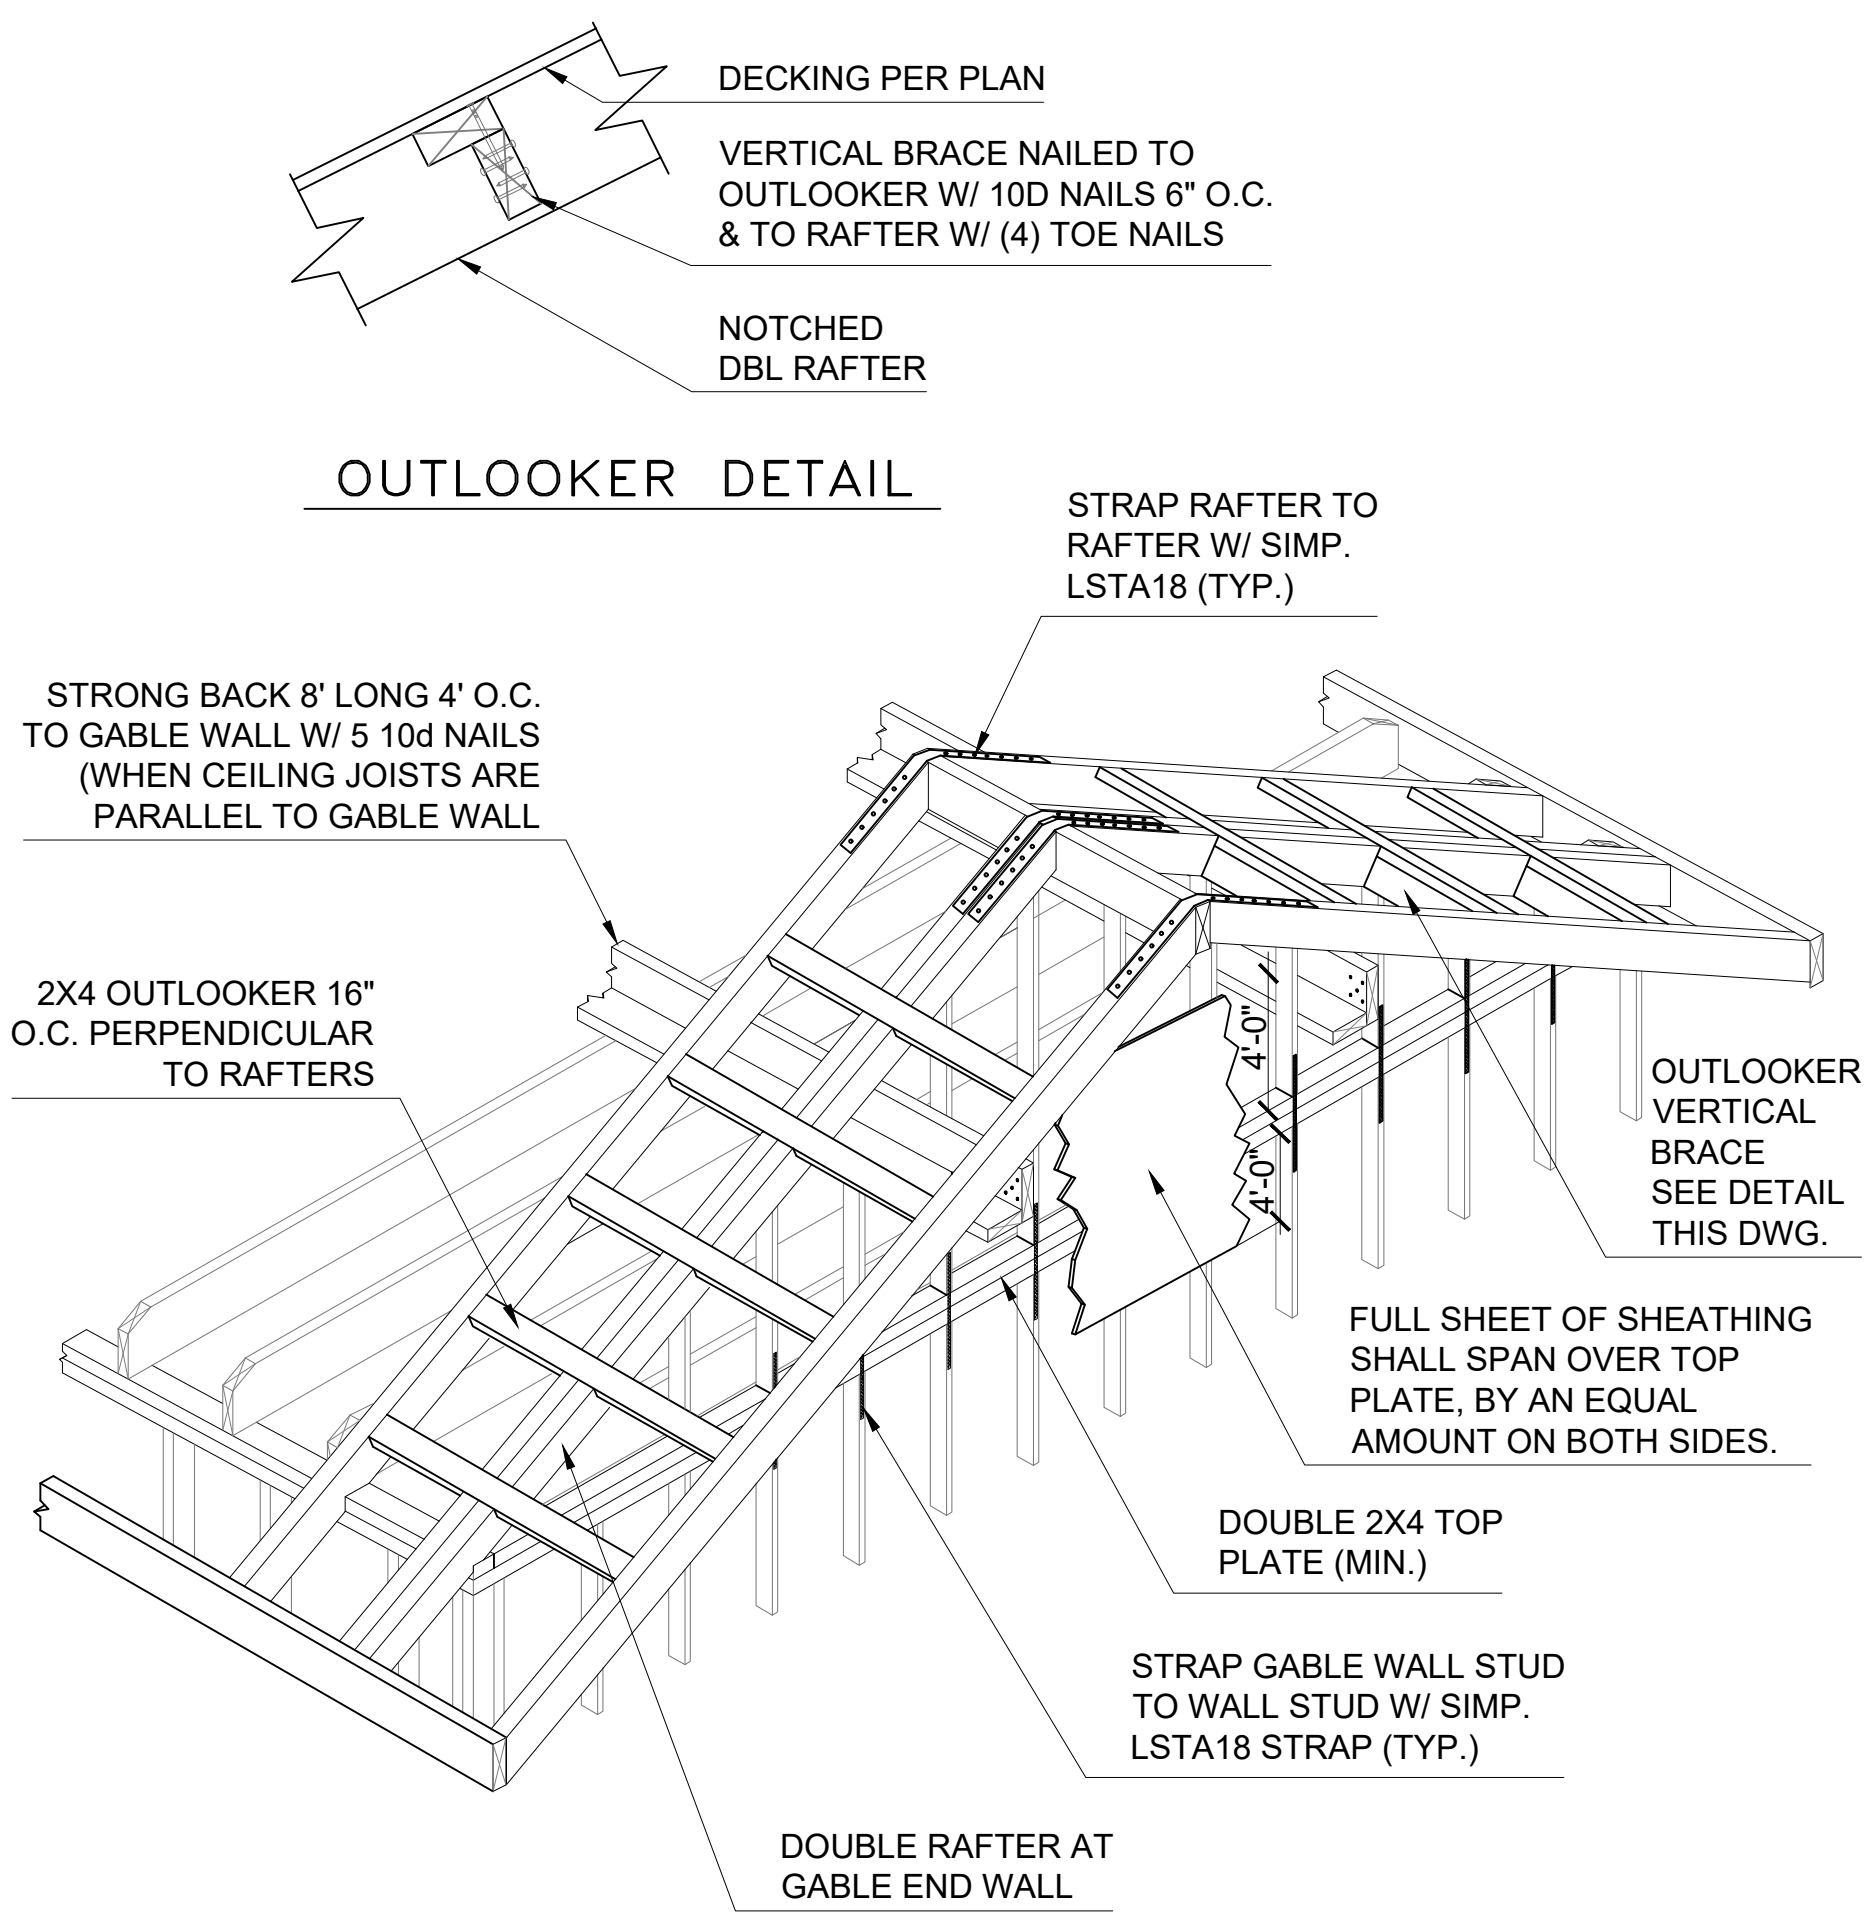 DECKING PER PLAN
VERTICAL BRACE NAILED TO
OUTLOOKER W/ 10D NAILS 6" O.C.
& TO RAFTER W/ (4) TOE NAILS
NOTCHED
DBL RAFTER
OUTLOOKER DETAIL
STRAP RAFTER TO
RAFTER W/ SIMP.
LSTA18 (TYP.)
STRONG BACK 8' LONG 4' O.C.
TO GABLE WALL W/ 5 10d NAILS
(WHEN CEILING JOISTS ARE
PARALLEL TO GABLE WALL
2X4 OUTLOOKER 16"
O.C. PERPENDICULAR
TO RAFTERS
4'-0"
4'-0"
OUTLOOKER
VERTICAL
BRACE
SEE DETAIL
THIS DWG.
FULL SHEET OF SHEATHING
SHALL SPAN OVER TOP
PLATE, BY AN EQUAL
AMOUNT ON BOTH SIDES.
DOUBLE 2X4 TOP
PLATE (MIN.)
STRAP GABLE WALL STUD
TO WALL STUD W/ SIMP.
LSTA18 STRAP (TYP.)
DOUBLE RAFTER AT
GABLE END WALL